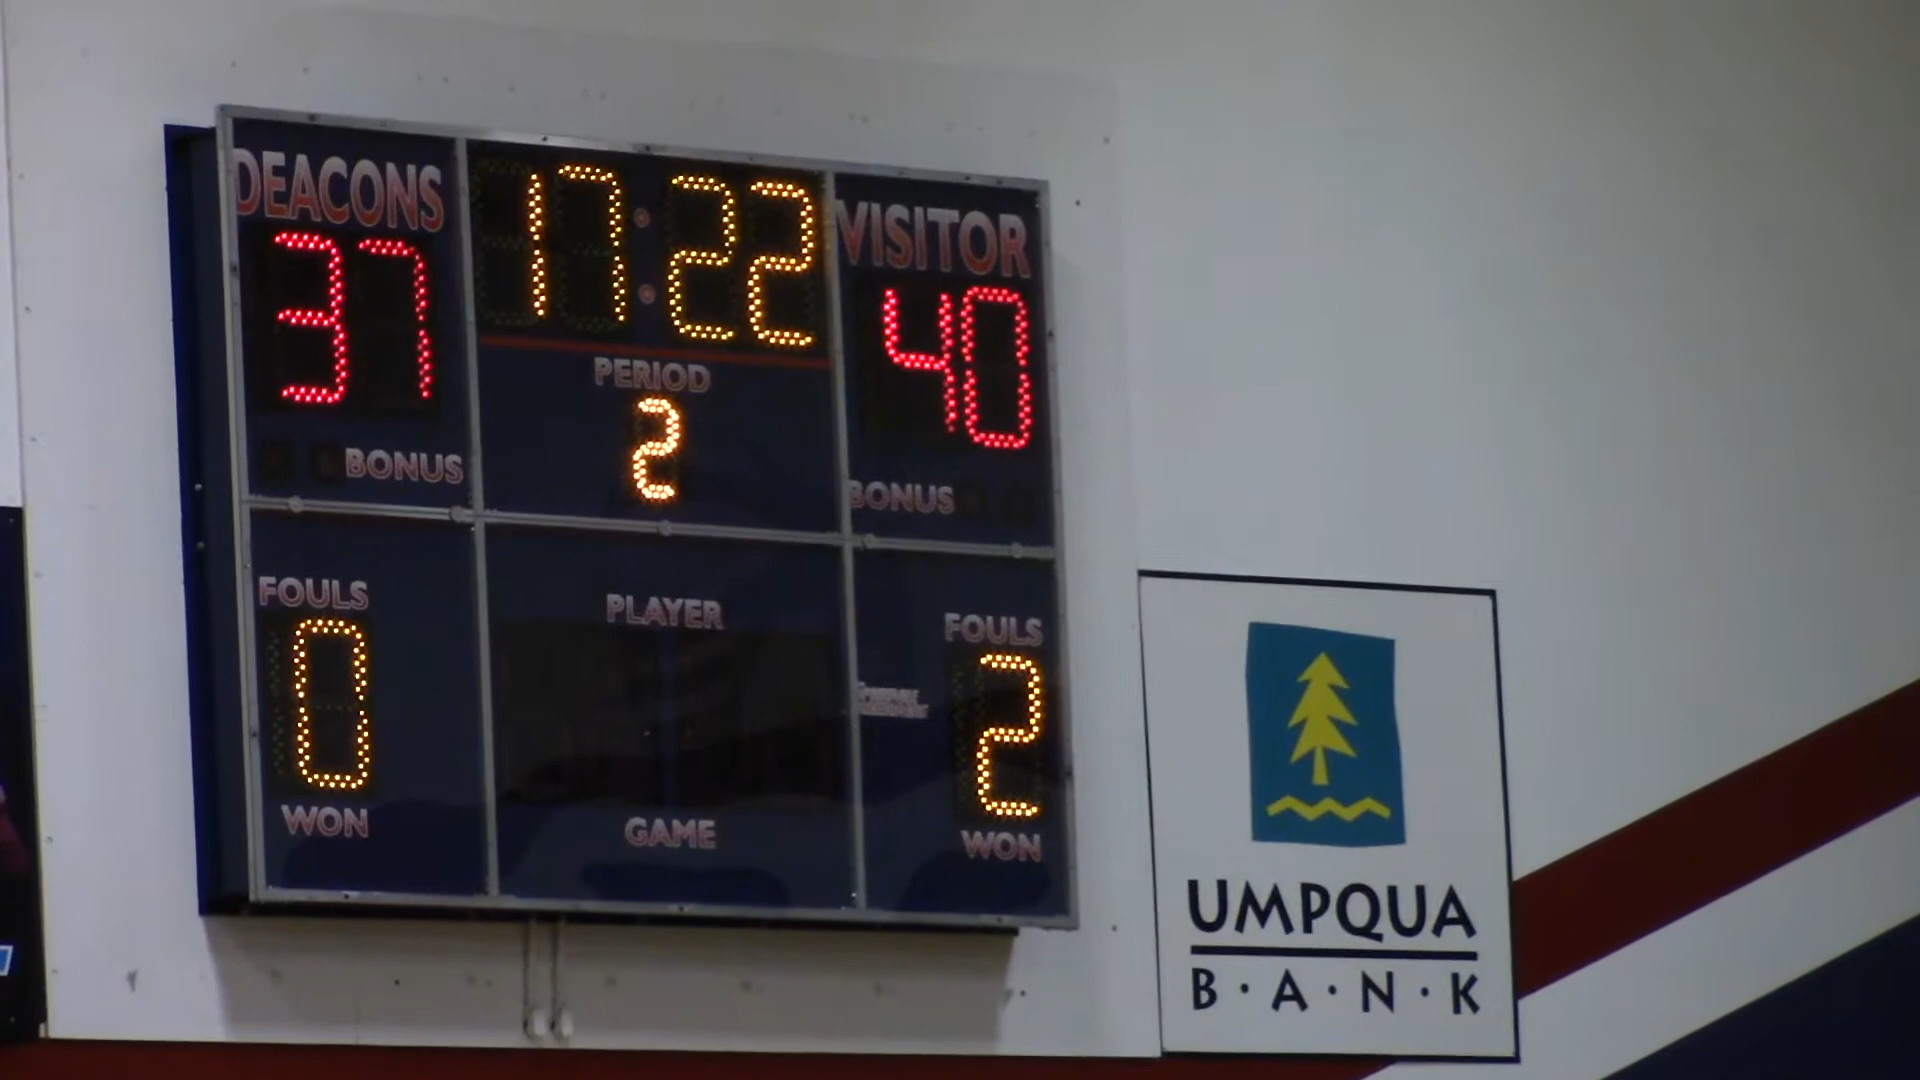 DEACONS
17:22
VISITOR
37
40
PERIOD
2
BONUS
BONUS
FOULS
PLAYER
FOULS
0
2
WON
GAME
WON
UMPQUA
B·A·N·K